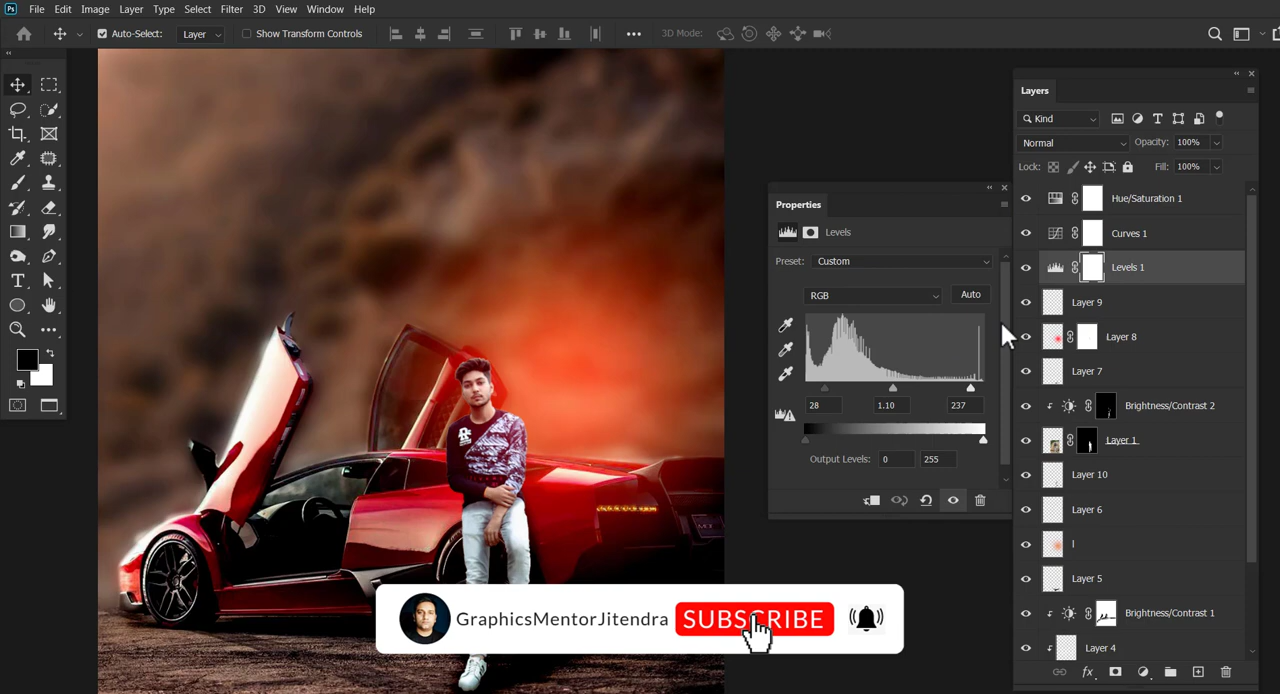 Ps File Edit Image Layer Type Select Filter 3D View Window Help
Auto-Select: Layer Show Transform Controls 3D Mode:
Layers
Kind
Normal Opacity: 100%
Lock: Fill: 100%
Hue/Saturation 1
Curves 1
Levels 1
Layer 9
Layer 8
Layer 7
Brightness/Contrast 2
Layer 1
Layer 10
Layer 6
l
Layer 5
Brightness/Contrast 1
Layer 4
fx
Properties
Levels
Preset: Custom
RGB Auto
28 1.10 237
Output Levels: 0 255
GraphicsMentorJitendra SUBSCRIBE